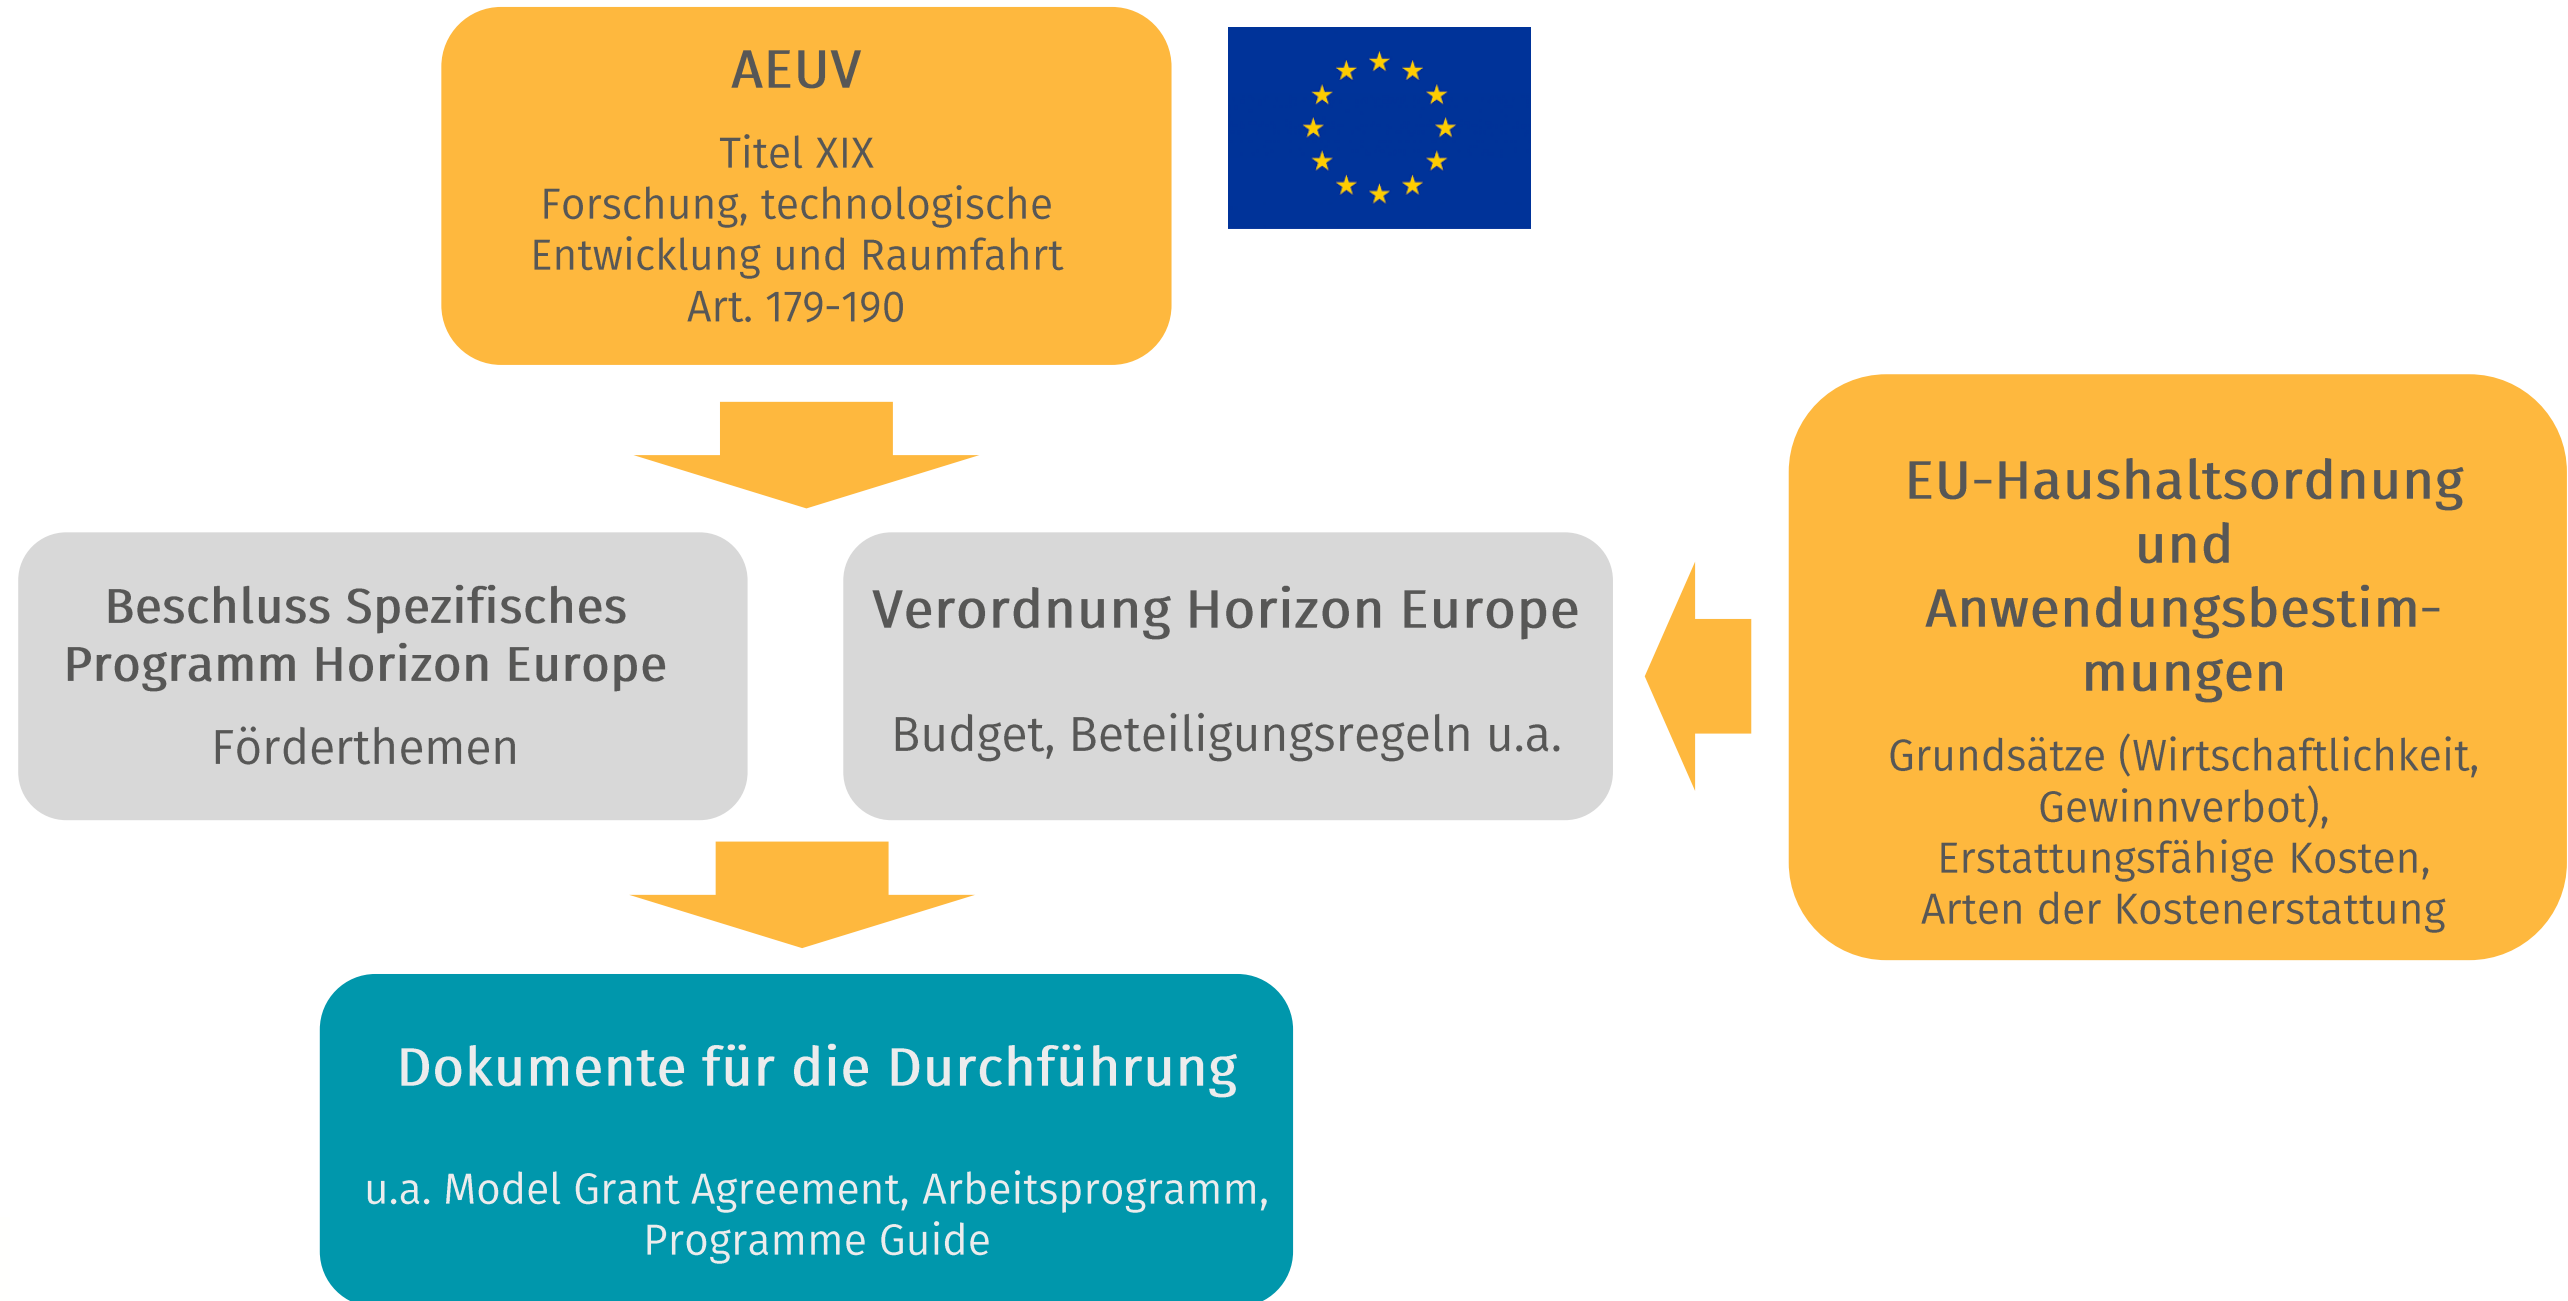 AEUV
Titel XIX
Forschung, technologische
Entwicklung und Raumfahrt
Art. 179-190
Beschluss Spezifisches
Programm Horizon Europe
Förderthemen
Verordnung Horizon Europe
Budget, Beteiligungsregeln u.a.
EU-Haushaltsordnung
und
Anwendungsbestim-
mungen
Grundsätze (Wirtschaftlichkeit,
Gewinnverbot),
Erstattungsfähige Kosten,
Arten der Kostenerstattung
Dokumente für die Durchführung
u.a. Model Grant Agreement, Arbeitsprogramm,
Programme Guide